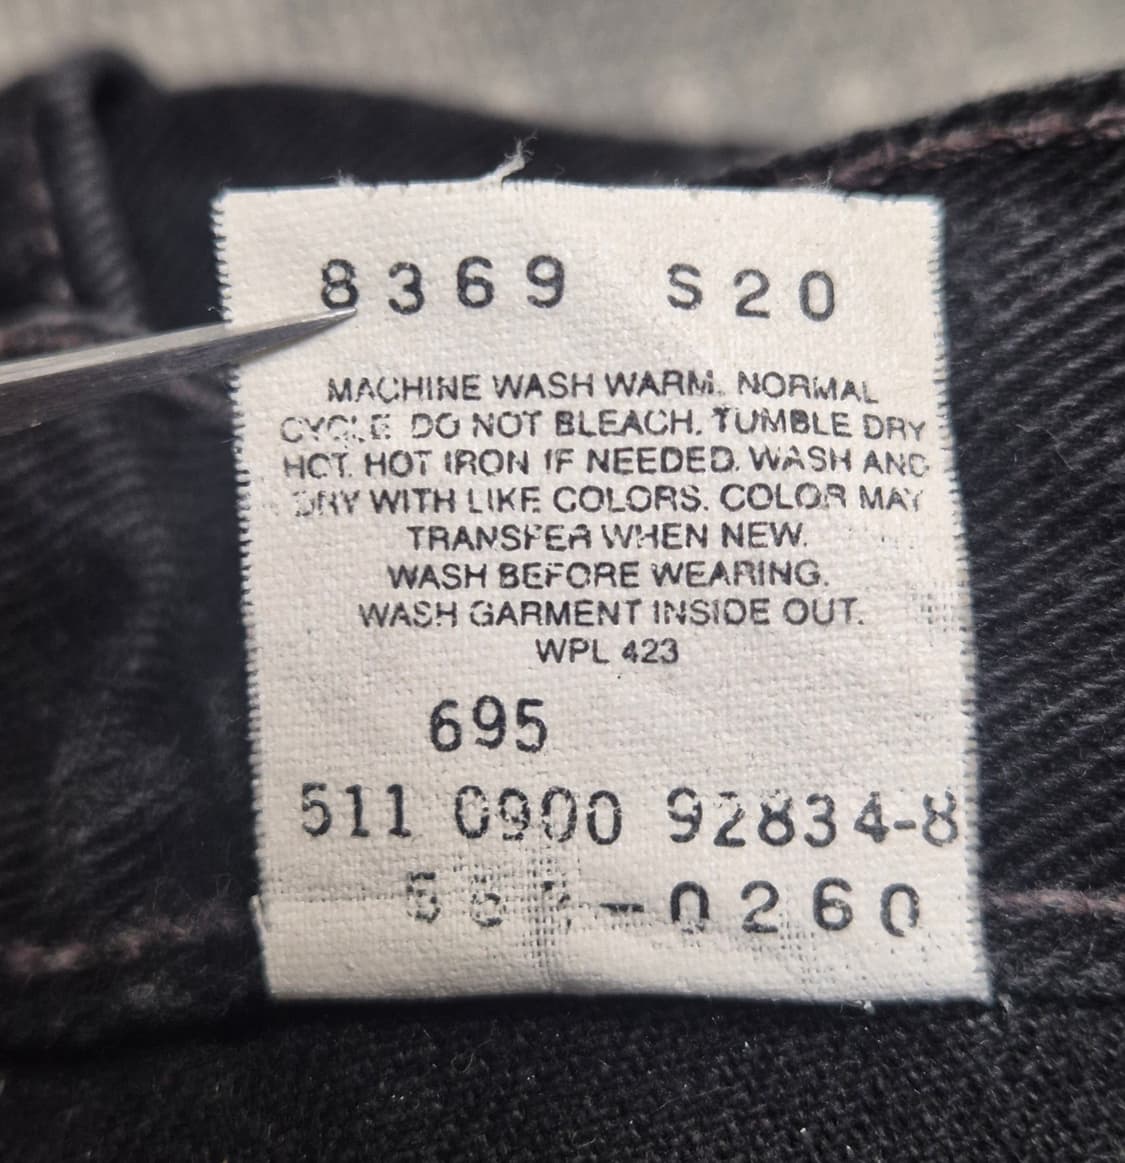 8369 S20
MACHINE WASH WARM. NORMAL
CYCLE DO NOT BLEACH. TUMBLE DRY
HOT. HOT IRON IF NEEDED. WASH AND
DRY WITH LIKE COLORS. COLOR MAY
TRANSFER WHEN NEW.
WASH BEFORE WEARING.
WASH GARMENT INSIDE OUT.
WPL 423
695
511 0900 92834-8
-0260